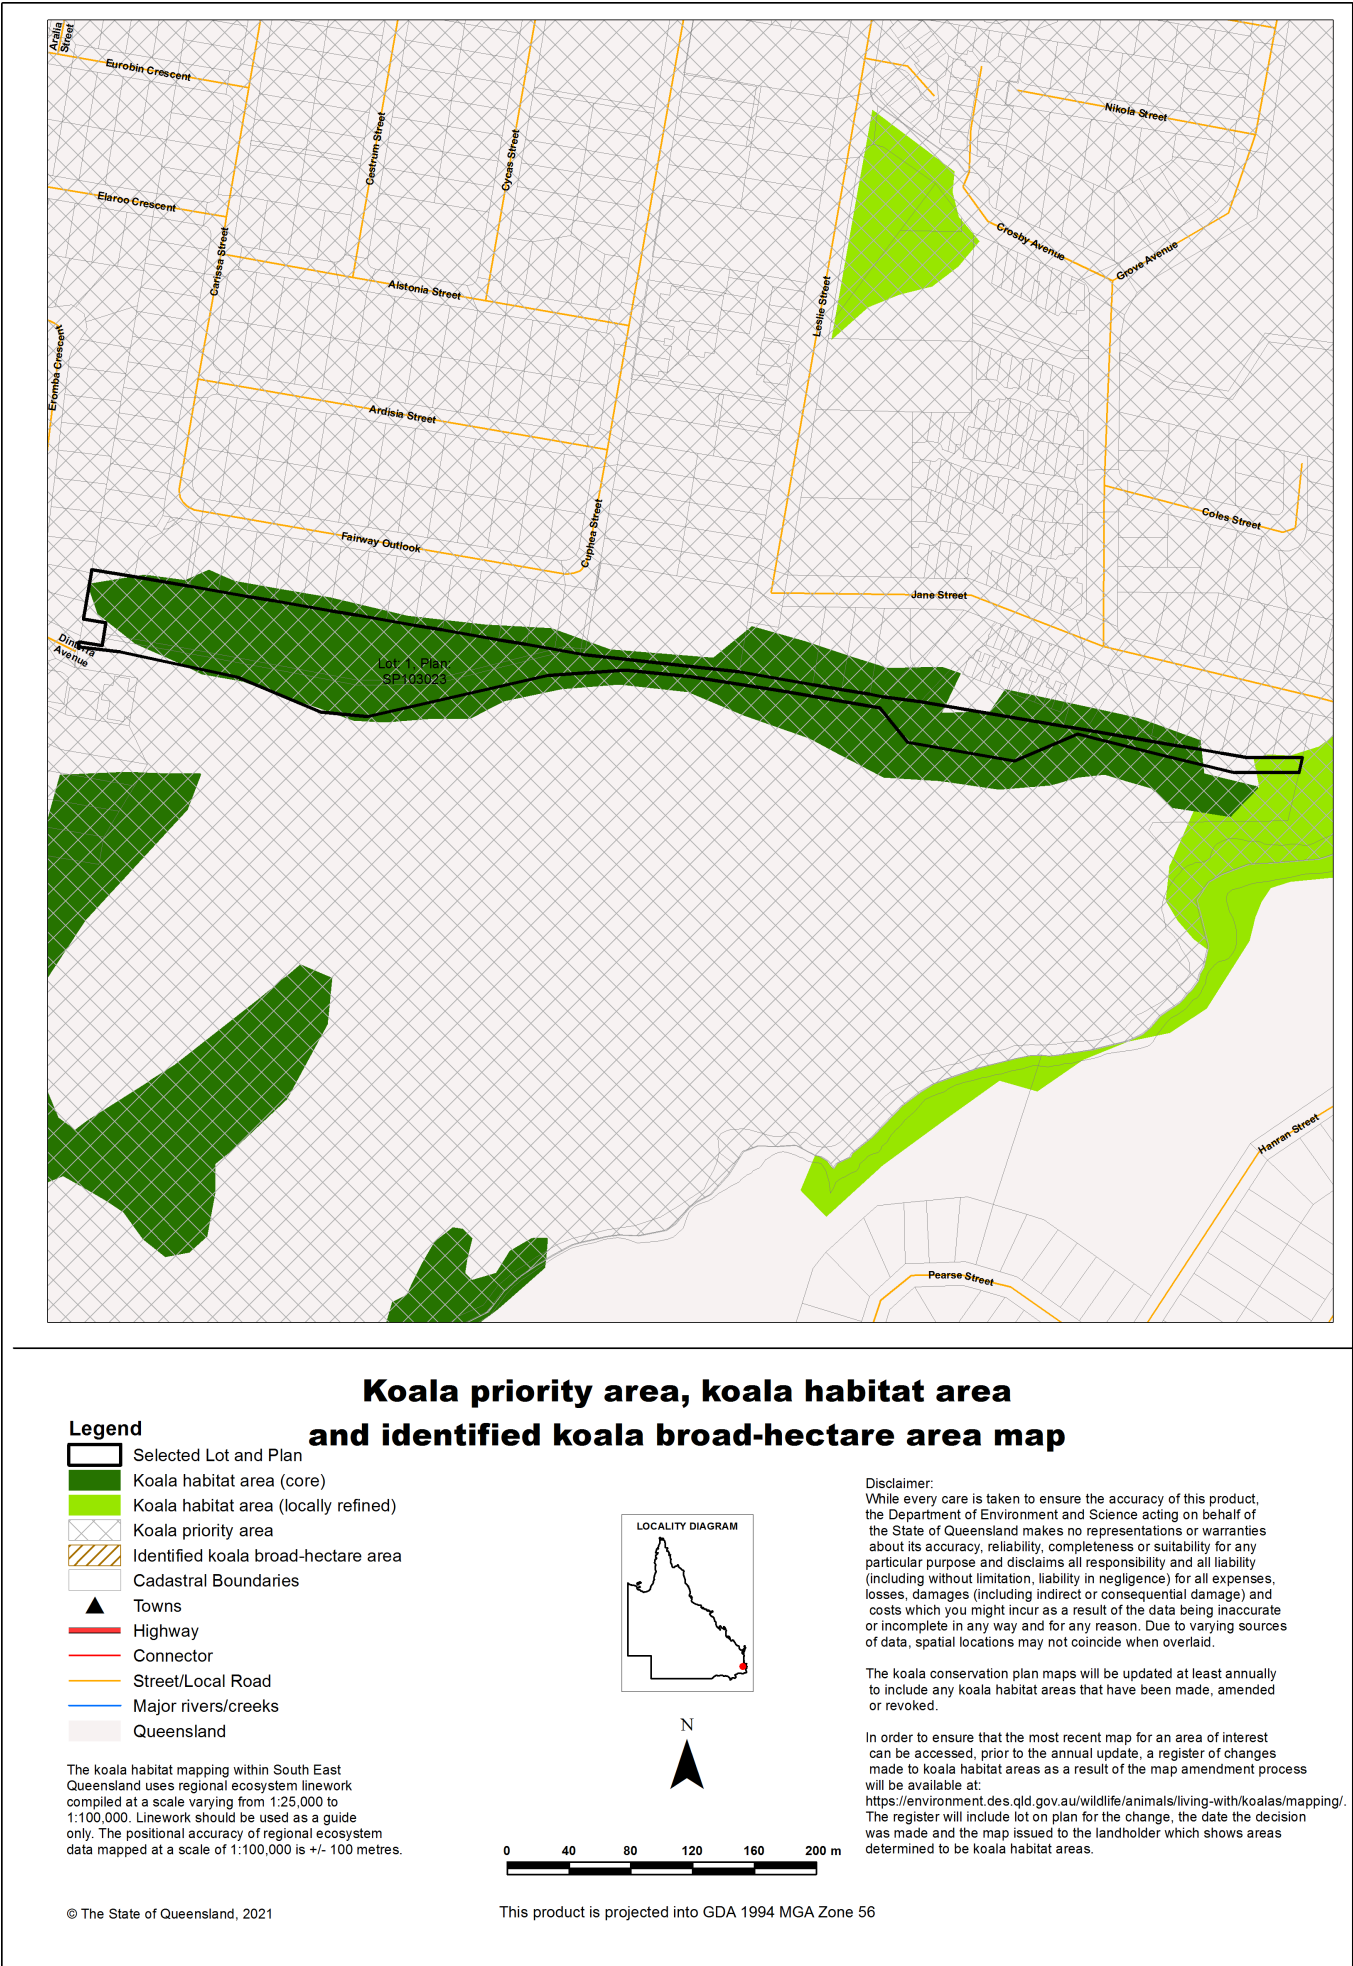 Aralia
Street
Eurobin Crescent
Cestrum Street
Cycas Street
Nikola Street
Elaroo Crescent
Carissa Street
Crosby Avenue
Grove Avenue
Alstonia Street
Leslie Street
Eromba Crescent
Ardisia Street
Cuphea Street
Coles Street
Fairway Outlook
Jane Street
Dinterra
Avenue
Lot: 1, Plan:
SP103023
Hanran Street
Pearse Street
Koala priority area, koala habitat area
and identified koala broad-hectare area map
Legend
Selected Lot and Plan
Koala habitat area (core)
Koala habitat area (locally refined)
Koala priority area
Identified koala broad-hectare area
Cadastral Boundaries
Towns
Highway
Connector
Street/Local Road
Major rivers/creeks
Queensland
The koala habitat mapping within South East
Queensland uses regional ecosystem linework
compiled at a scale varying from 1:25,000 to
1:100,000. Linework should be used as a guide
only. The positional accuracy of regional ecosystem
data mapped at a scale of 1:100,000 is +/- 100 metres.
© The State of Queensland, 2021
LOCALITY DIAGRAM
N
0 40 80 120 160 200 m
This product is projected into GDA 1994 MGA Zone 56
Disclaimer:
While every care is taken to ensure the accuracy of this product,
the Department of Environment and Science acting on behalf of
the State of Queensland makes no representations or warranties
about its accuracy, reliability, completeness or suitability for any
particular purpose and disclaims all responsibility and all liability
(including without limitation, liability in negligence) for all expenses,
losses, damages (including indirect or consequential damage) and
costs which you might incur as a result of the data being inaccurate
or incomplete in any way and for any reason. Due to varying sources
of data, spatial locations may not coincide when overlaid.
The koala conservation plan maps will be updated at least annually
to include any koala habitat areas that have been made, amended
or revoked.
In order to ensure that the most recent map for an area of interest
can be accessed, prior to the annual update, a register of changes
made to koala habitat areas as a result of the map amendment process
will be available at:
https://environment.des.qld.gov.au/wildlife/animals/living-with/koalas/mapping/.
The register will include lot on plan for the change, the date the decision
was made and the map issued to the landholder which shows areas
determined to be koala habitat areas.